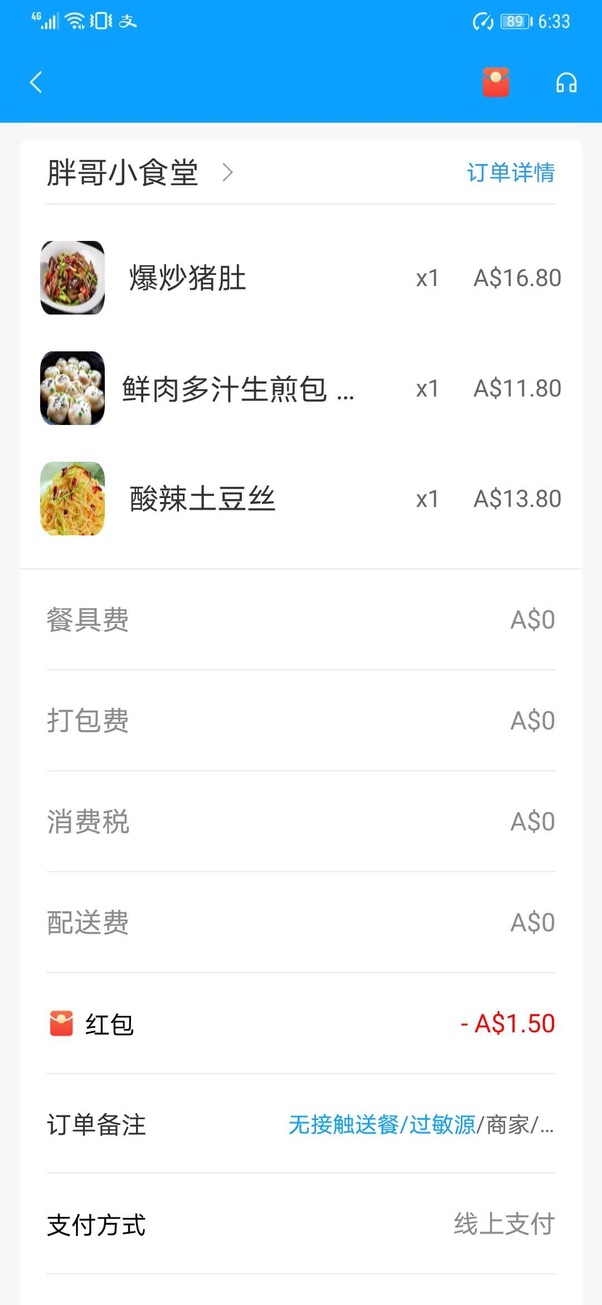 4G 89 6:33
胖哥小食堂 订单详情
爆炒猪肚 x1 A$16.80
鲜肉多汁生煎包 ... x1 A$11.80
酸辣土豆丝 x1 A$13.80
餐具费 A$0
打包费 A$0
消费税 A$0
配送费 A$0
红包 - A$1.50
订单备注 无接触送餐/过敏源/商家/...
支付方式 线上支付